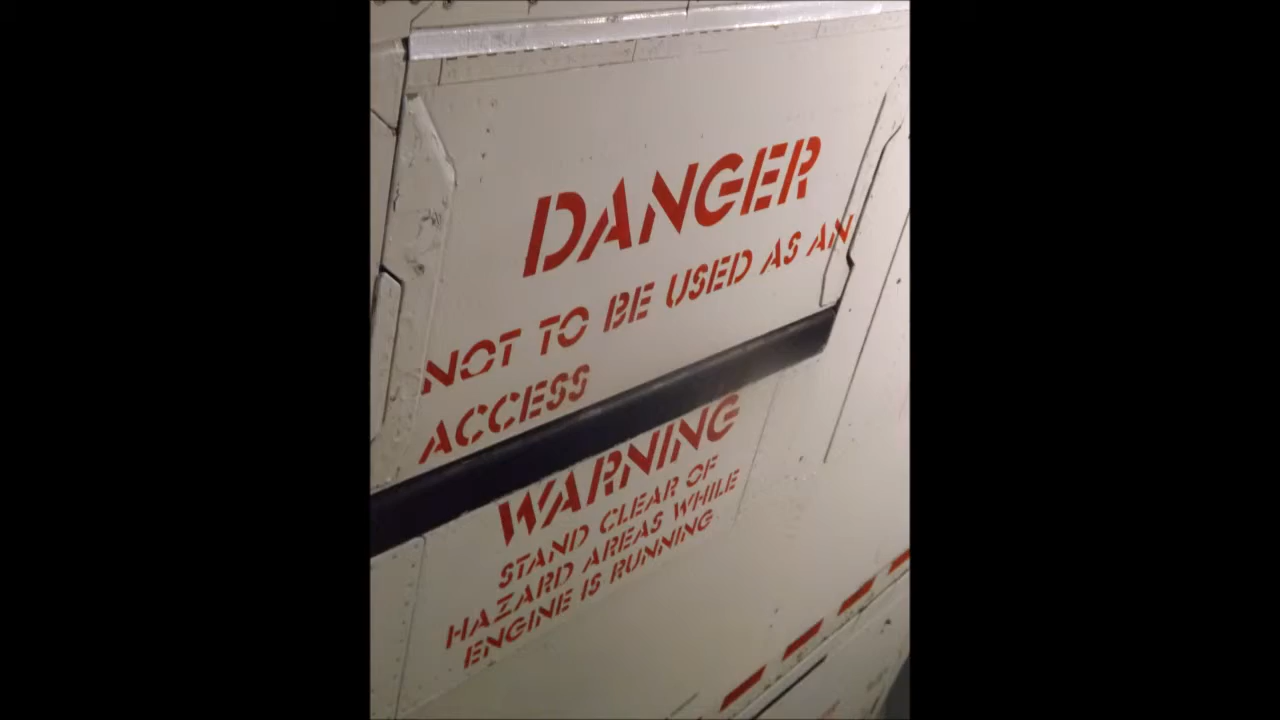 DANGER
NOT TO BE USED AS AN
ACCESS
WARNING
STAND CLEAR OF
HAZARD AREAS WHILE
ENGINE IS RUNNING